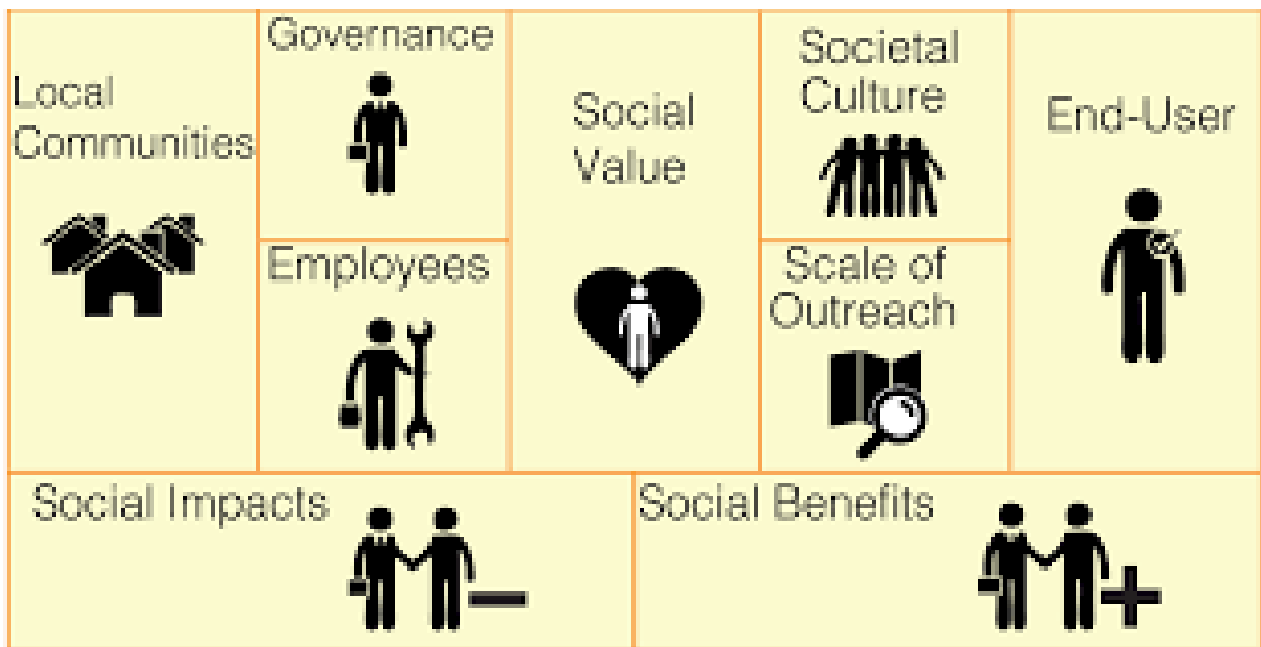 Local
Communities
Governance
Employees
Social
Value
Societal
Culture
Scale of
Outreach
End-User
Social Impacts
Social Benefits